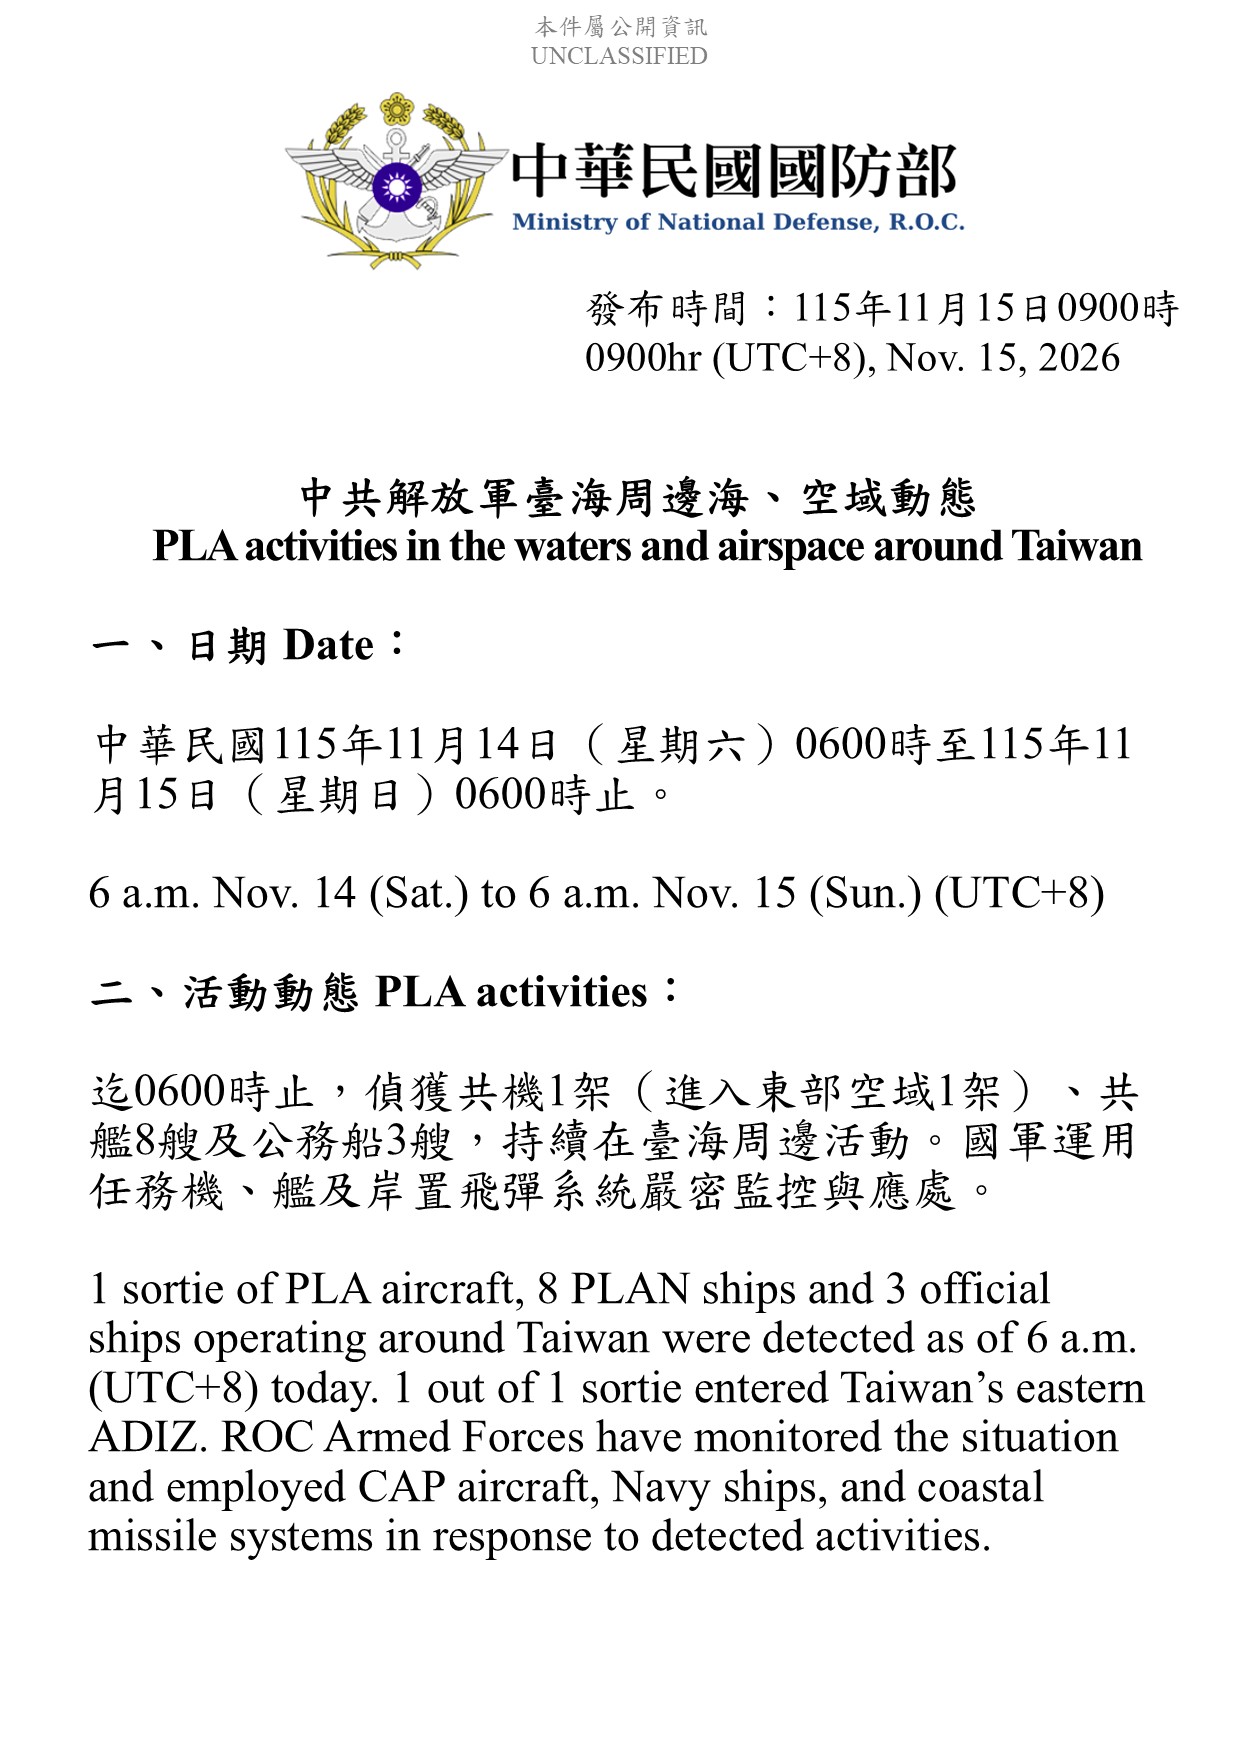 本件屬公開資訊
UNCLASSIFIED
中華民國國防部
Ministry of National Defense, R.O.C.
發布時間：115年11月15日0900時
0900hr (UTC+8), Nov. 15, 2026
中共解放軍臺海周邊海、空域動態
PLA activities in the waters and airspace around Taiwan
一、日期 Date：
中華民國115年11月14日（星期六）0600時至115年11
月15日（星期日）0600時止。
6 a.m. Nov. 14 (Sat.) to 6 a.m. Nov. 15 (Sun.) (UTC+8)
二、活動動態 PLA activities：
迄0600時止，偵獲共機1架（進入東部空域1架）、共
艦8艘及公務船3艘，持續在臺海周邊活動。國軍運用
任務機、艦及岸置飛彈系統嚴密監控與應處。
1 sortie of PLA aircraft, 8 PLAN ships and 3 official
ships operating around Taiwan were detected as of 6 a.m.
(UTC+8) today. 1 out of 1 sortie entered Taiwan’s eastern
ADIZ. ROC Armed Forces have monitored the situation
and employed CAP aircraft, Navy ships, and coastal
missile systems in response to detected activities.